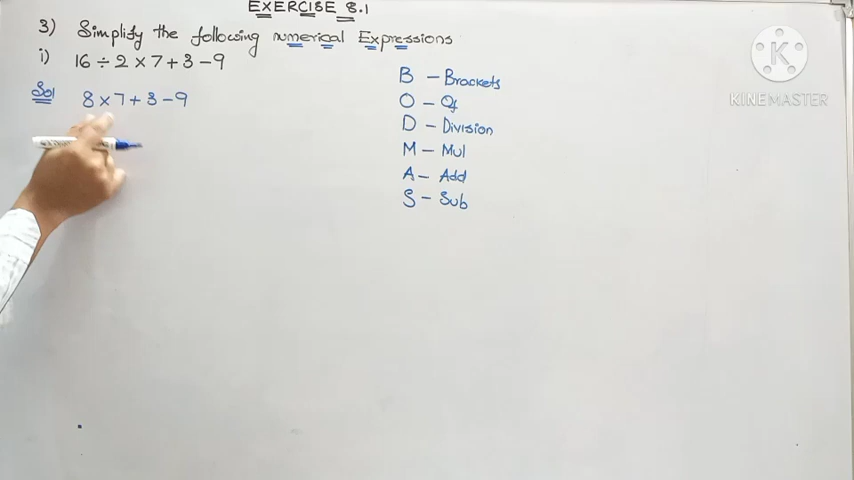 EXERCISE 8.1
3) Simplify the following numerical Expressions
i) 16 ÷ 2 × 7 + 3 - 9
Sol 8 × 7 + 3 - 9
B - Brackets
O - Of
D - Division
M - Mul
A - Add
S - Sub
K
KINEMASTER